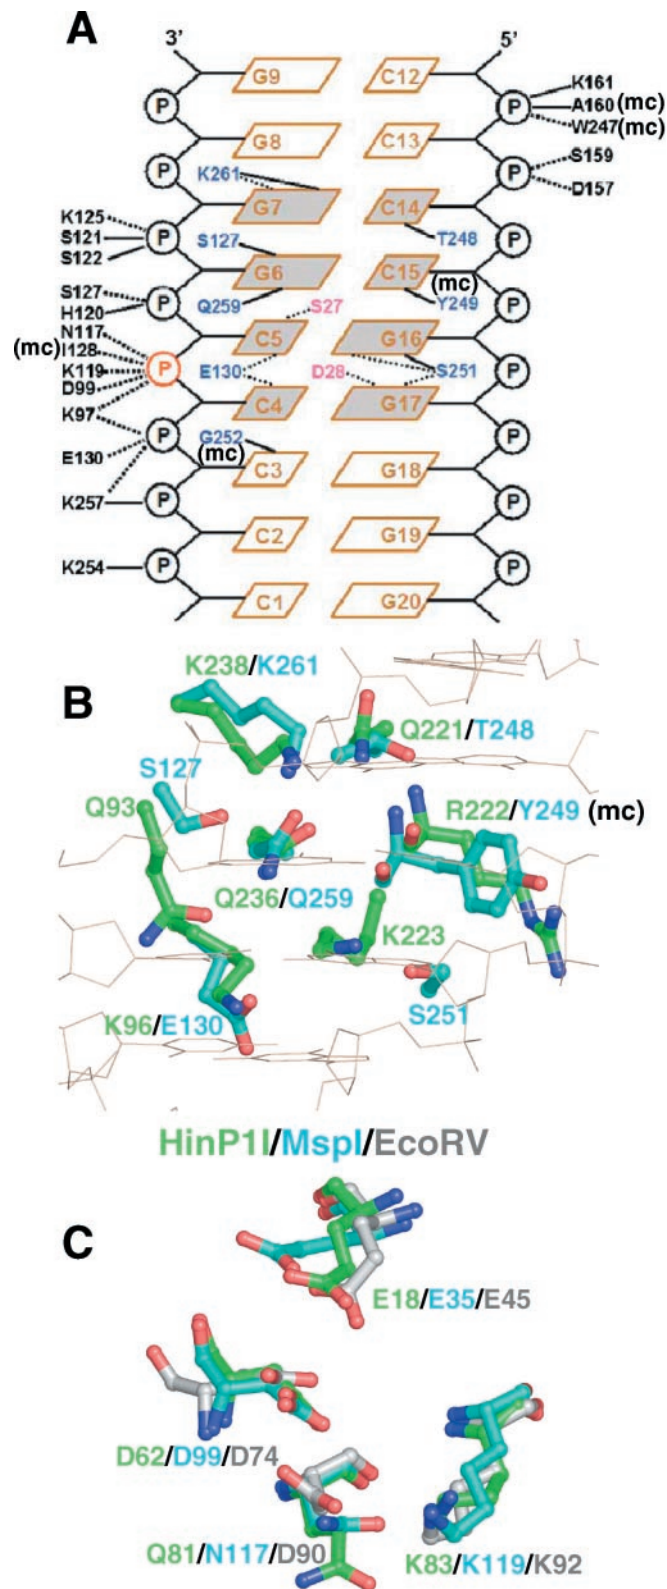 A
3’ 5’
G9 C12
K161
P P A160 (mc)
W247 (mc)
G8 C13
S159
P K261 P
D157
G7 C14
K125
S121 P S127 T248 P
S122
G6 C15
(mc)
S127 P Q259 S27 Y249 P
H120
N117 C5 G16
(mc) I128
K119 P E130 D28 S251 P
D99
K97 C4 G17
P G252 P
E130 (mc) C3 G18
K257 P P
C2 G19
K254 P P
C1 G20
K238/K261
B
Q221/T248
S127
Q93 R222/Y249 (mc)
Q236/Q259
K223
S251
K96/E130
HinP1I/MspI/EcoRV
C
E18/E35/E45
D62/D99/D74
Q81/N117/D90 K83/K119/K92